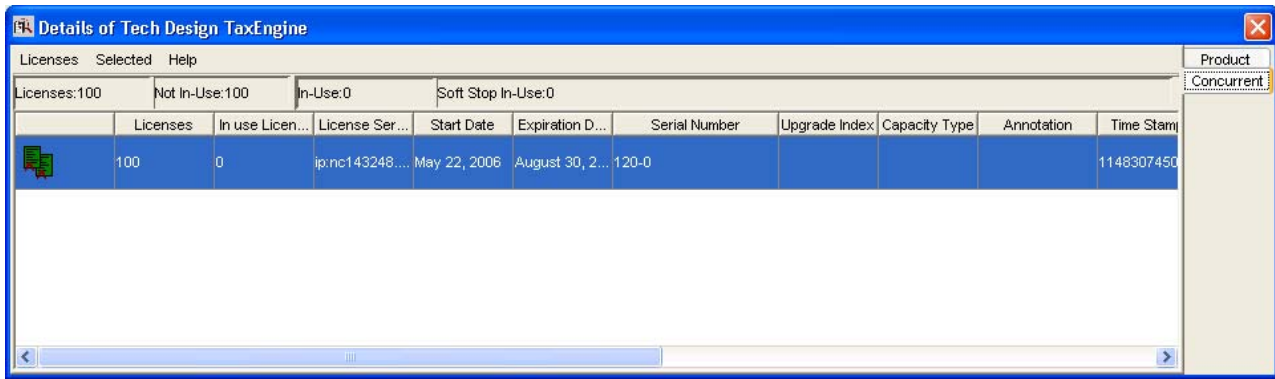 Details of Tech Design TaxEngine
Licenses Selected Help
Product
Concurrent
Licenses:100 Not In-Use:100 In-Use:0 Soft Stop In-Use:0
Licenses In use Licen... License Ser... Start Date Expiration D... Serial Number Upgrade Index Capacity Type Annotation Time Stamp
100 0 ip:nc143248.... May 22, 2006 August 30, 2... 120-0 1148307450